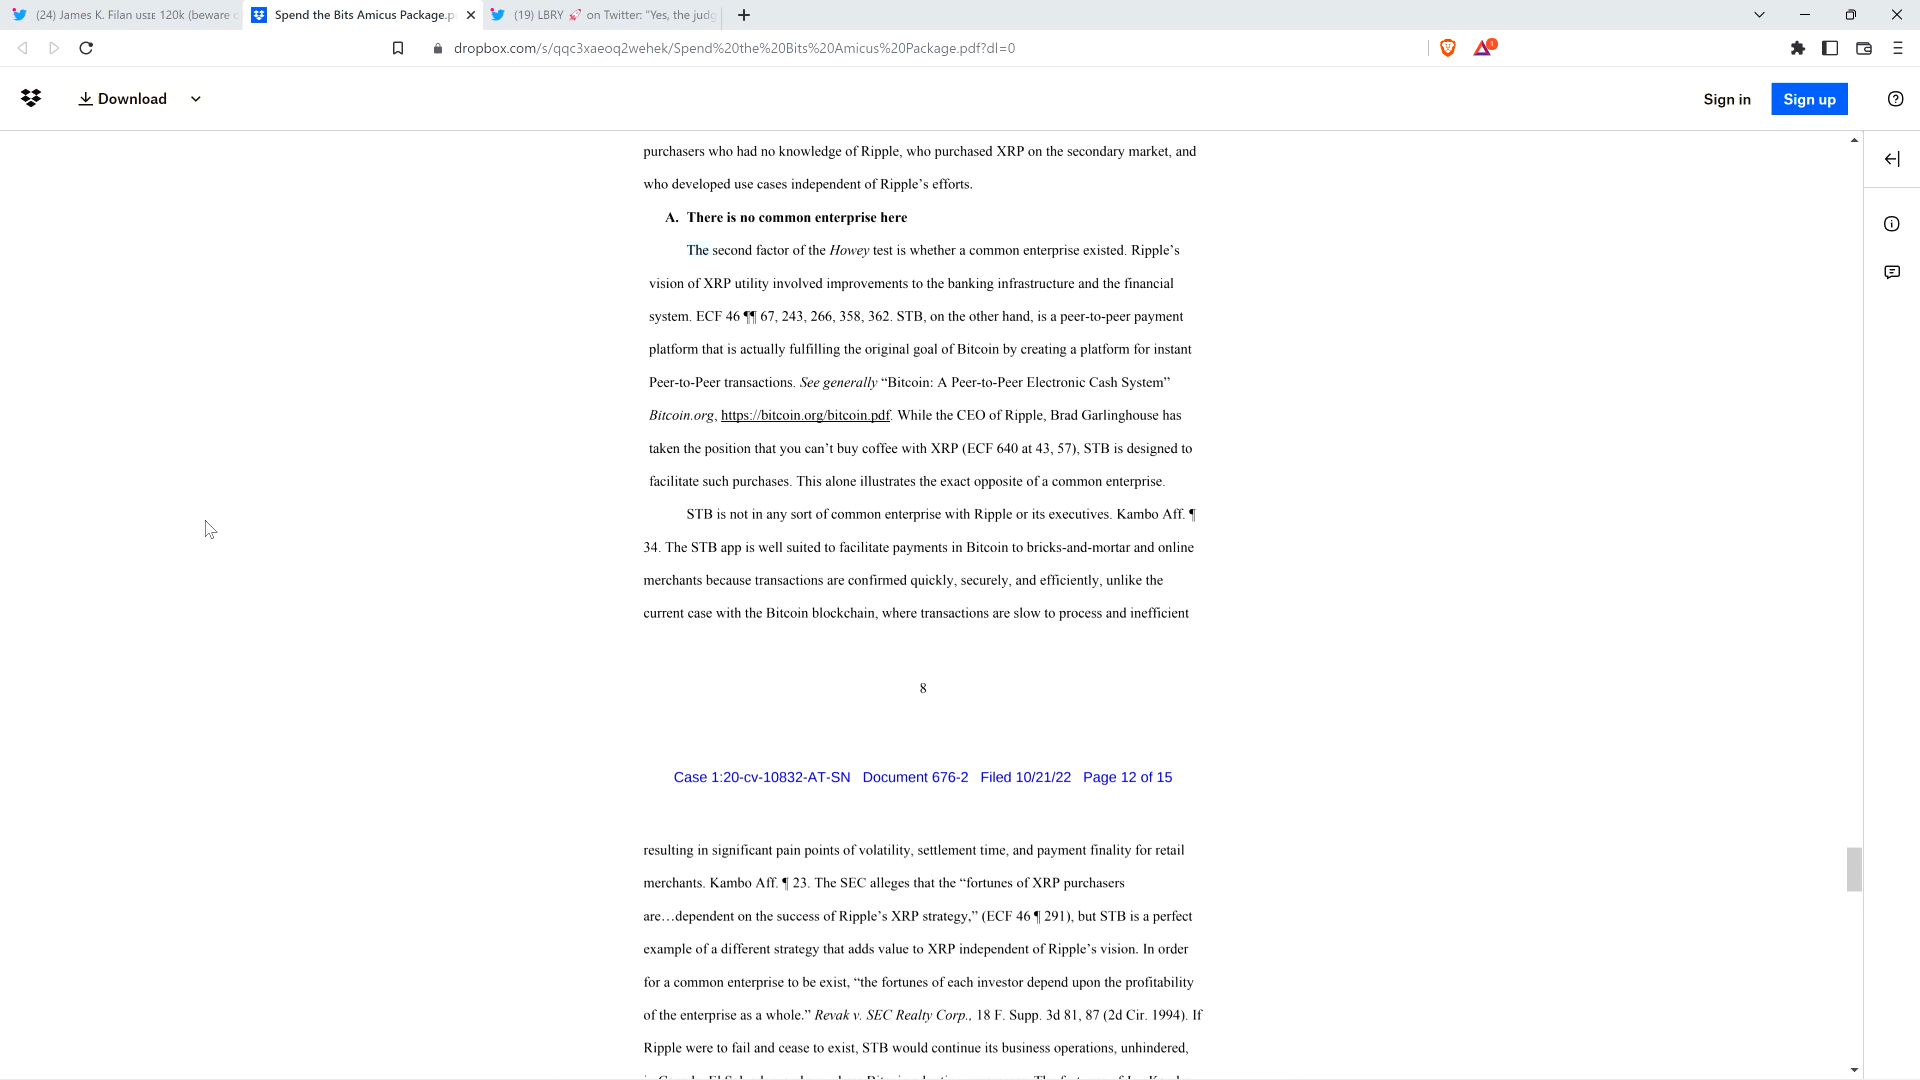 (24) James K. Filan USIE 120k (beware
Spend the Bits Amicus Package.p
(19) LBRY 🚀 on Twitter: "Yes, the judg
dropbox.com/s/qqc3xaeoq2wehek/Spend%20the%20Bits%20Amicus%20Package.pdf?dl=0
1
Download
Sign in
Sign up
purchasers who had no knowledge of Ripple, who purchased XRP on the secondary market, and
who developed use cases independent of Ripple’s efforts.
A. There is no common enterprise here
The second factor of the Howey test is whether a common enterprise existed. Ripple’s
vision of XRP utility involved improvements to the banking infrastructure and the financial
system. ECF 46 ¶¶ 67, 243, 266, 358, 362. STB, on the other hand, is a peer-to-peer payment
platform that is actually fulfilling the original goal of Bitcoin by creating a platform for instant
Peer-to-Peer transactions. See generally “Bitcoin: A Peer-to-Peer Electronic Cash System”
Bitcoin.org, https://bitcoin.org/bitcoin.pdf. While the CEO of Ripple, Brad Garlinghouse has
taken the position that you can’t buy coffee with XRP (ECF 640 at 43, 57), STB is designed to
facilitate such purchases. This alone illustrates the exact opposite of a common enterprise.
STB is not in any sort of common enterprise with Ripple or its executives. Kambo Aff. ¶
34. The STB app is well suited to facilitate payments in Bitcoin to bricks-and-mortar and online
merchants because transactions are confirmed quickly, securely, and efficiently, unlike the
current case with the Bitcoin blockchain, where transactions are slow to process and inefficient
8
Case 1:20-cv-10832-AT-SN Document 676-2 Filed 10/21/22 Page 12 of 15
resulting in significant pain points of volatility, settlement time, and payment finality for retail
merchants. Kambo Aff. ¶ 23. The SEC alleges that the “fortunes of XRP purchasers
are…dependent on the success of Ripple’s XRP strategy,” (ECF 46 ¶ 291), but STB is a perfect
example of a different strategy that adds value to XRP independent of Ripple’s vision. In order
for a common enterprise to be exist, “the fortunes of each investor depend upon the profitability
of the enterprise as a whole.” Revak v. SEC Realty Corp., 18 F. Supp. 3d 81, 87 (2d Cir. 1994). If
Ripple were to fail and cease to exist, STB would continue its business operations, unhindered,